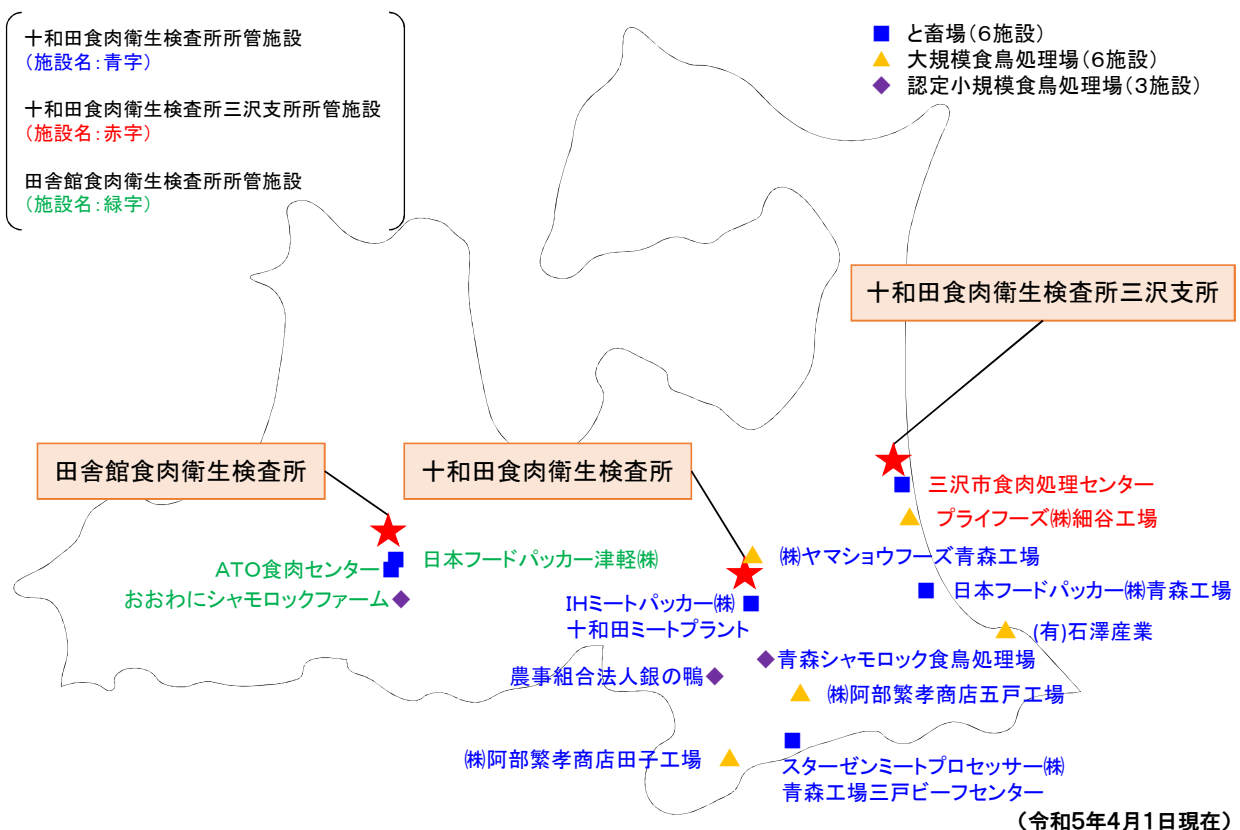 十和田食肉衛生検査所所管施設
(施設名:青字)
十和田食肉衛生検査所三沢支所所管施設
(施設名:赤字)
田舎館食肉衛生検査所所管施設
(施設名:緑字)
と畜場(6施設)
大規模食鳥処理場(6施設)
認定小規模食鳥処理場(3施設)
十和田食肉衛生検査所三沢支所
田舎館食肉衛生検査所
十和田食肉衛生検査所
三沢市食肉処理センター
プライフーズ㈱細谷工場
日本フードパッカー津軽㈱
ATO食肉センター
おおわにシャモロックファーム
㈱ヤマショウフーズ青森工場
IHミートパッカー㈱
十和田ミートプラント
日本フードパッカー㈱青森工場
(有)石澤産業
青森シャモロック食鳥処理場
農事組合法人銀の鴨
㈱阿部繁孝商店五戸工場
㈱阿部繁孝商店田子工場
スターゼンミートプロセッサー㈱
青森工場三戸ビーフセンター
(令和5年4月1日現在)